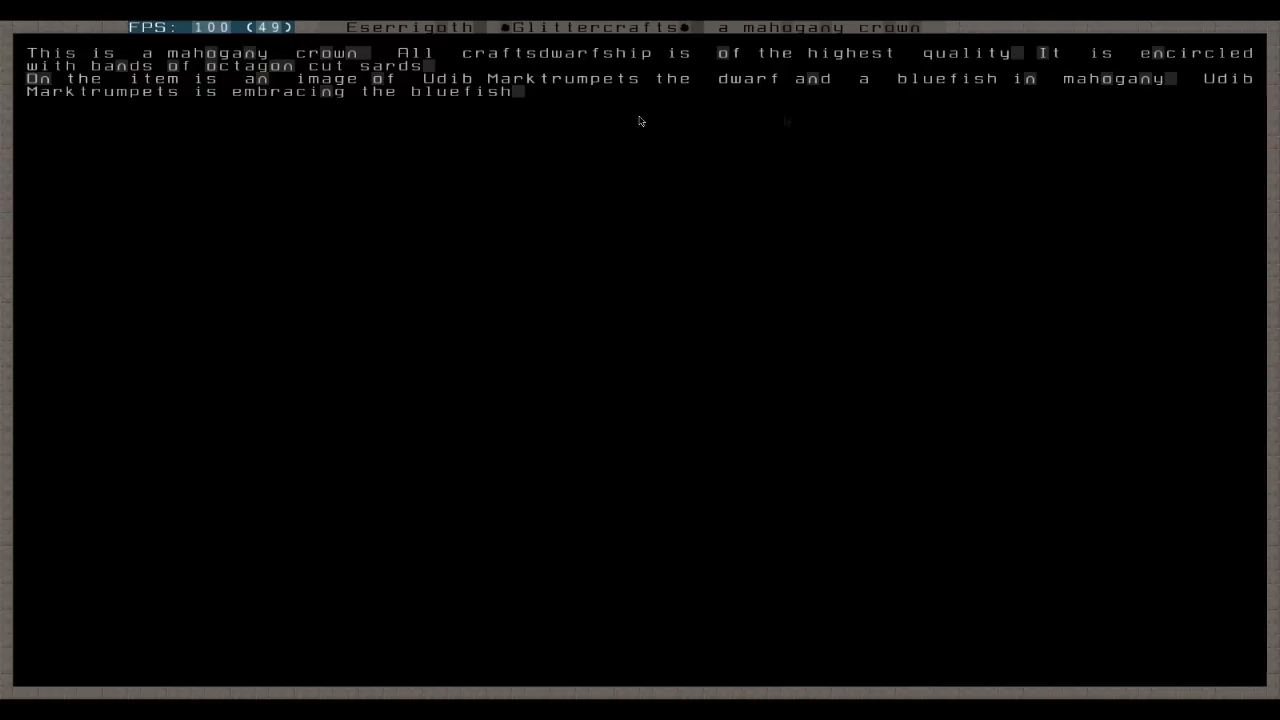 FPS: 100 (49) Eserrigoth *Glittercrafts* a mahogany crown
This is a mahogany crown All craftsdwarfship is of the highest quality It is encircled
with bands of octagon cut sards
On the item is an image of Udib Marktrumpets the dwarf and a bluefish in mahogany Udib
Marktrumpets is embracing the bluefish